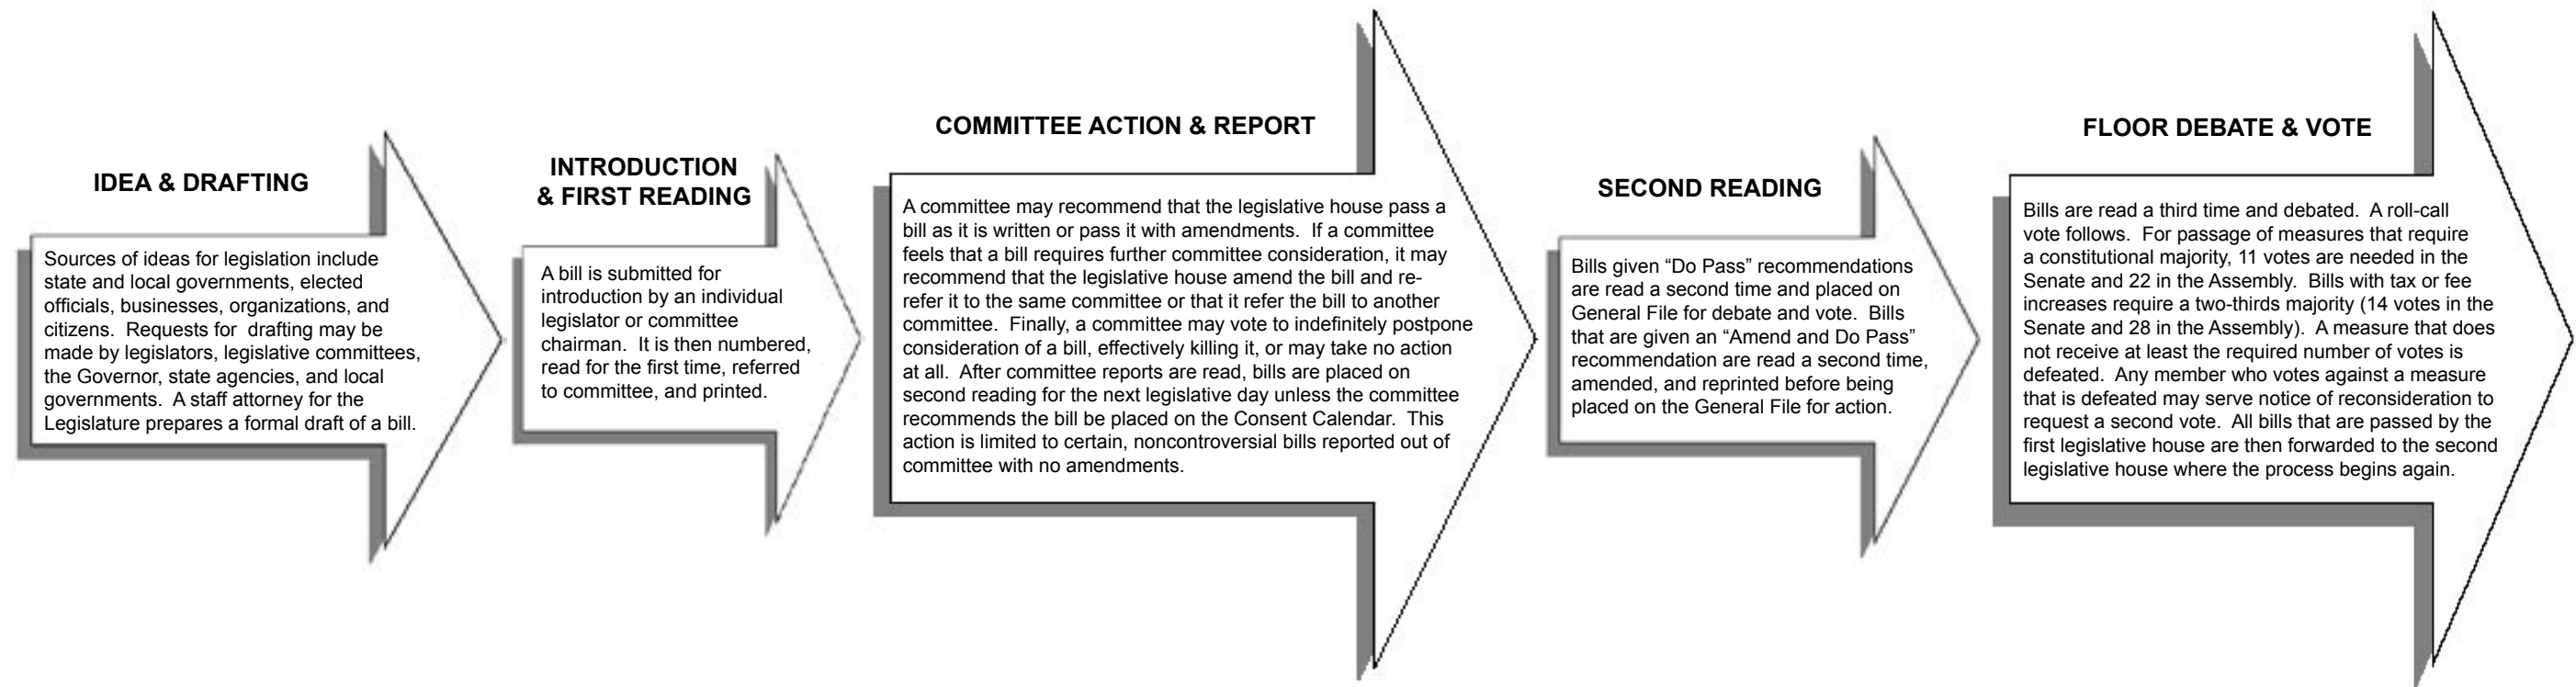 IDEA & DRAFTING
Sources of ideas for legislation include
state and local governments, elected
officials, businesses, organizations, and
citizens.  Requests for  drafting may be
made by legislators, legislative committees,
the Governor, state agencies, and local
governments.  A staff attorney for the
Legislature prepares a formal draft of a bill.
INTRODUCTION
& FIRST READING
A bill is submitted for
introduction by an individual
legislator or committee
chairman.  It is then numbered,
read for the first time, referred
to committee, and printed.
COMMITTEE ACTION & REPORT
A committee may recommend that the legislative house pass a
bill as it is written or pass it with amendments.  If a committee
feels that a bill requires further committee consideration, it may
recommend that the legislative house amend the bill and re-
refer it to the same committee or that it refer the bill to another
committee.  Finally, a committee may vote to indefinitely postpone
consideration of a bill, effectively killing it, or may take no action
at all.  After committee reports are read, bills are placed on
second reading for the next legislative day unless the committee
recommends the bill be placed on the Consent Calendar.  This
action is limited to certain, noncontroversial bills reported out of
committee with no amendments.
SECOND READING
Bills given “Do Pass” recommendations
are read a second time and placed on
General File for debate and vote.  Bills
that are given an “Amend and Do Pass”
recommendation are read a second time,
amended, and reprinted before being
placed on the General File for action.
FLOOR DEBATE & VOTE
Bills are read a third time and debated.  A roll-call
vote follows.  For passage of measures that require
a constitutional majority, 11 votes are needed in the
Senate and 22 in the Assembly.  Bills with tax or fee
increases require a two-thirds majority (14 votes in the
Senate and 28 in the Assembly).  A measure that does
not receive at least the required number of votes is
defeated.  Any member who votes against a measure
that is defeated may serve notice of reconsideration to
request a second vote.  All bills that are passed by the
first legislative house are then forwarded to the second
legislative house where the process begins again.